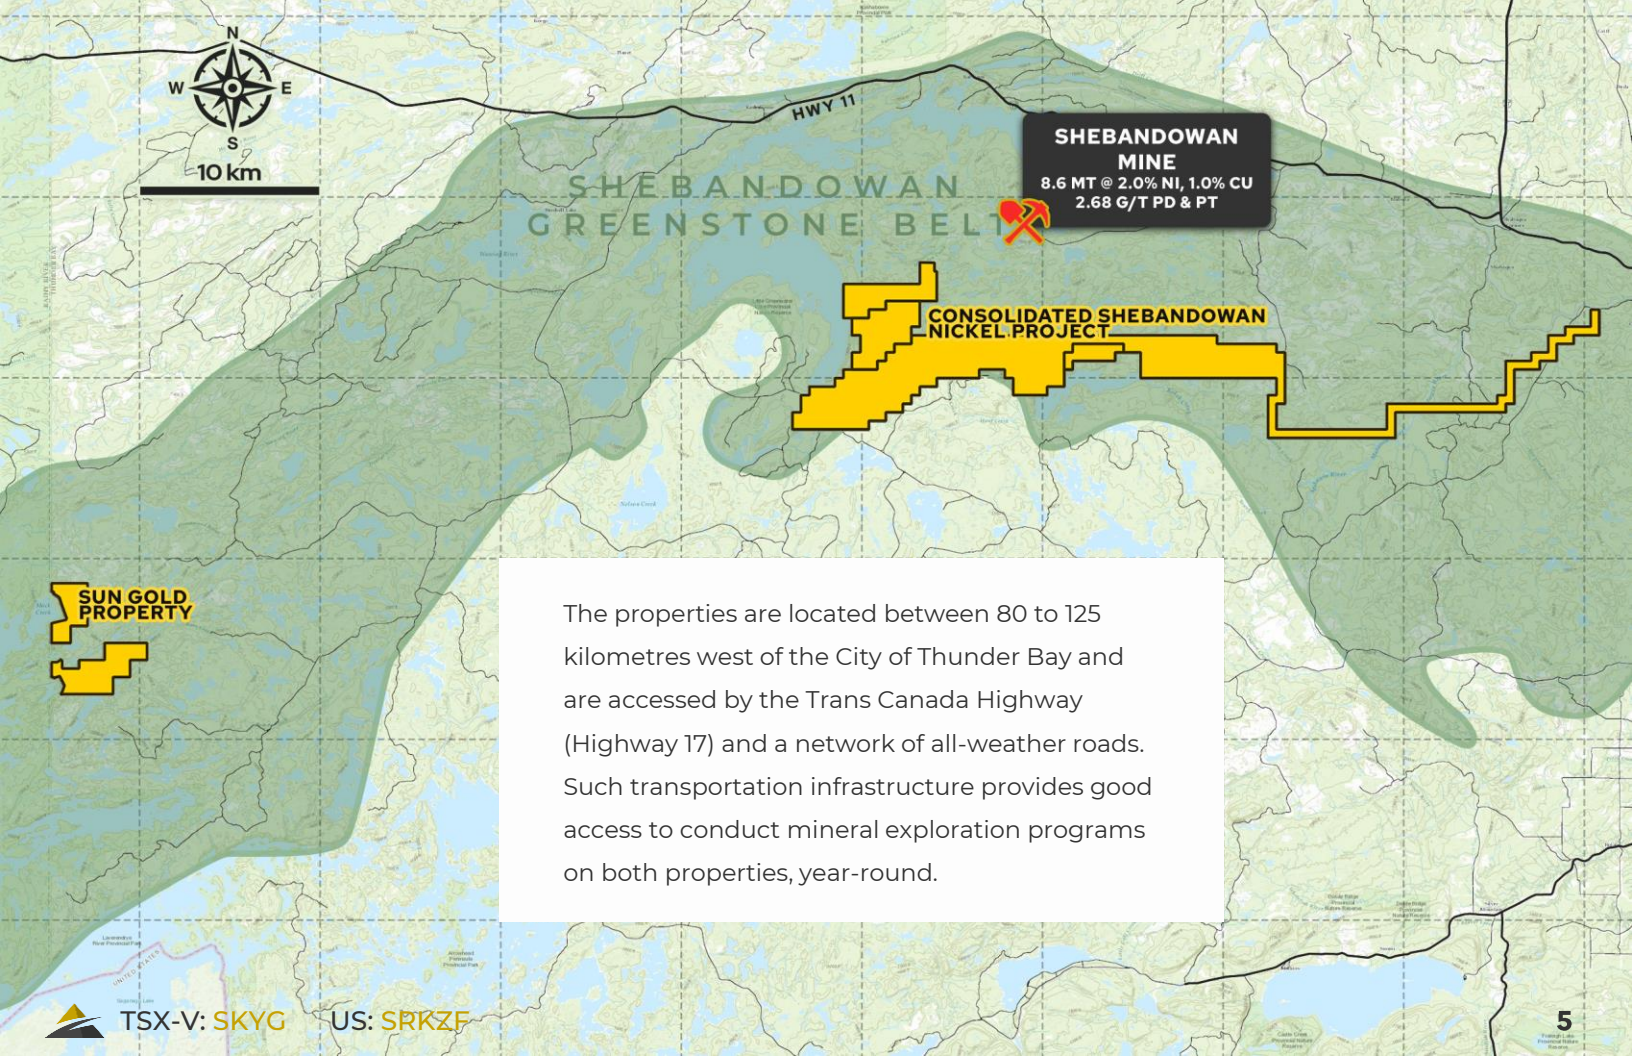 N
W E
S
10 km
HWY 11
SHEBANDOWAN
MINE
8.6 MT @ 2.0% NI, 1.0% CU
2.68 G/T PD & PT
SHEBANDOWAN
GREENSTONE BELT
CONSOLIDATED SHEBANDOWAN
NICKEL PROJECT
SUN GOLD
PROPERTY
The properties are located between 80 to 125
kilometres west of the City of Thunder Bay and
are accessed by the Trans Canada Highway
(Highway 17) and a network of all-weather roads.
Such transportation infrastructure provides good
access to conduct mineral exploration programs
on both properties, year-round.
UNITED STATES
TSX-V: SKYG US: SRKZF
5